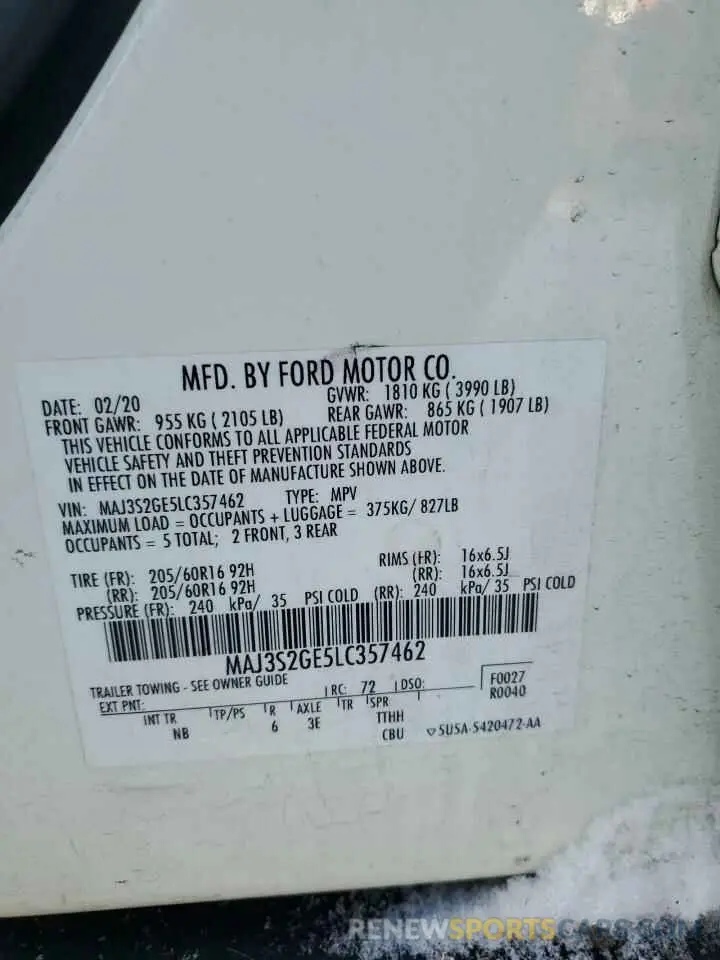 MFD. BY FORD MOTOR CO.
DATE: 02/20 GVWR: 1810 KG ( 3990 LB)
FRONT GAWR: 955 KG ( 2105 LB) REAR GAWR: 865 KG ( 1907 LB)
THIS VEHICLE CONFORMS TO ALL APPLICABLE FEDERAL MOTOR
VEHICLE SAFETY AND THEFT PREVENTION STANDARDS
IN EFFECT ON THE DATE OF MANUFACTURE SHOWN ABOVE.
VIN: MAJ3S2GE5LC357462 TYPE: MPV
MAXIMUM LOAD = OCCUPANTS + LUGGAGE = 375KG/ 827LB
OCCUPANTS = 5 TOTAL; 2 FRONT, 3 REAR
TIRE (FR): 205/60R16 92H RIMS (FR): 16x6.5J
(RR): 205/60R16 92H (RR): 16x6.5J
PRESSURE (FR): 240 kPa/ 35 PSI COLD (RR): 240 kPa/ 35 PSI COLD
MAJ3S2GE5LC357462
TRAILER TOWING - SEE OWNER GUIDE
EXT PNT: RC: 72 DSO: F0027
R0040
INT TR TP/PS R AXLE TR SPR
NB 6 3E TTHH
CBU 5U5A-5420472-AA
RENEWSPORTSCARS.COM